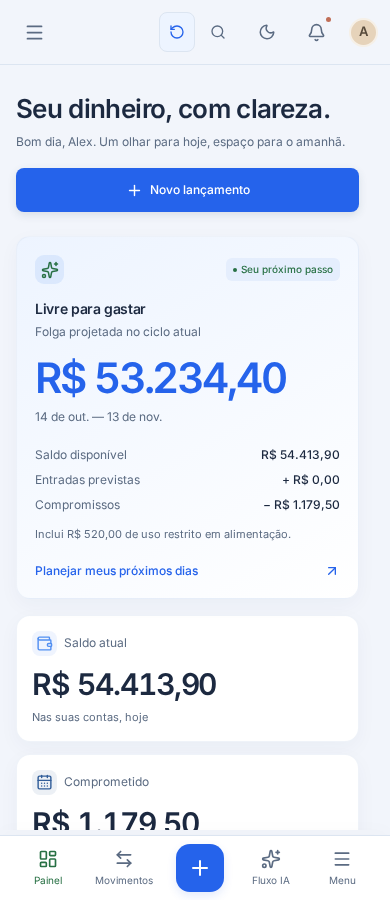 A
Seu dinheiro, com clareza.
Bom dia, Alex. Um olhar para hoje, espaço para o amanhã.
Novo lançamento
Seu próximo passo
Livre para gastar
Folga projetada no ciclo atual
R$ 53.234,40
14 de out. — 13 de nov.
Saldo disponível R$ 54.413,90
Entradas previstas + R$ 0,00
Compromissos – R$ 1.179,50
Inclui R$ 520,00 de uso restrito em alimentação.
Planejar meus próximos dias
Saldo atual
R$ 54.413,90
Nas suas contas, hoje
Comprometido
R$ 1.179,50
Painel Movimentos Fluxo IA Menu